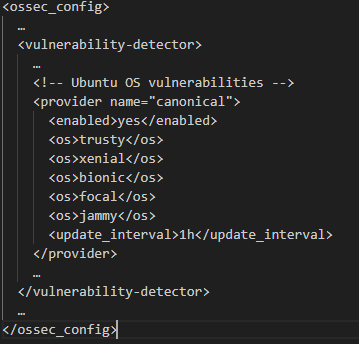 <ossec_config>
…
<vulnerability-detector>
…
<!-- Ubuntu OS vulnerabilities -->
<provider name="canonical">
<enabled>yes</enabled>
<os>trusty</os>
<os>xenial</os>
<os>bionic</os>
<os>focal</os>
<os>jammy</os>
<update_interval>1h</update_interval>
</provider>
…
</vulnerability-detector>
…
</ossec_config>